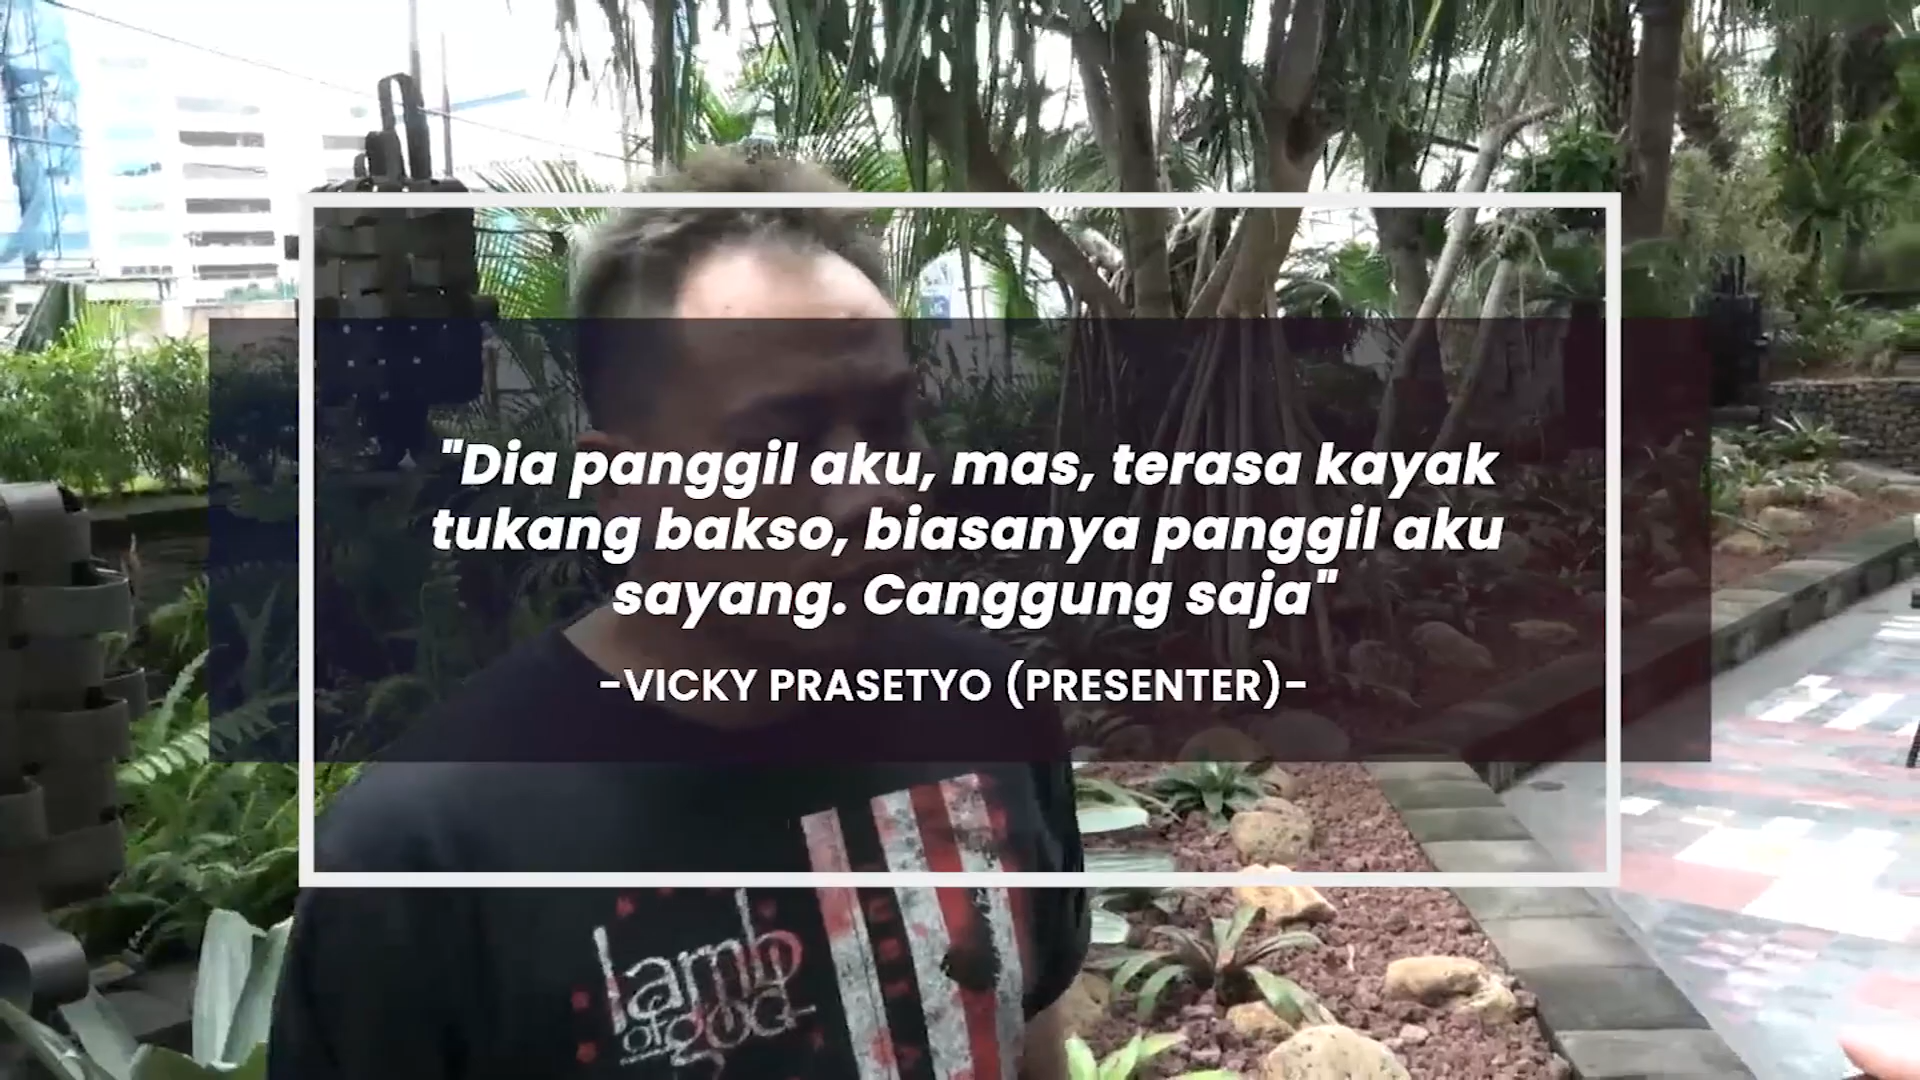 "Dia panggil aku, mas, terasa kayak
tukang bakso, biasanya panggil aku
sayang. Canggung saja"
-VICKY PRASETYO (PRESENTER)-
lamb
of god